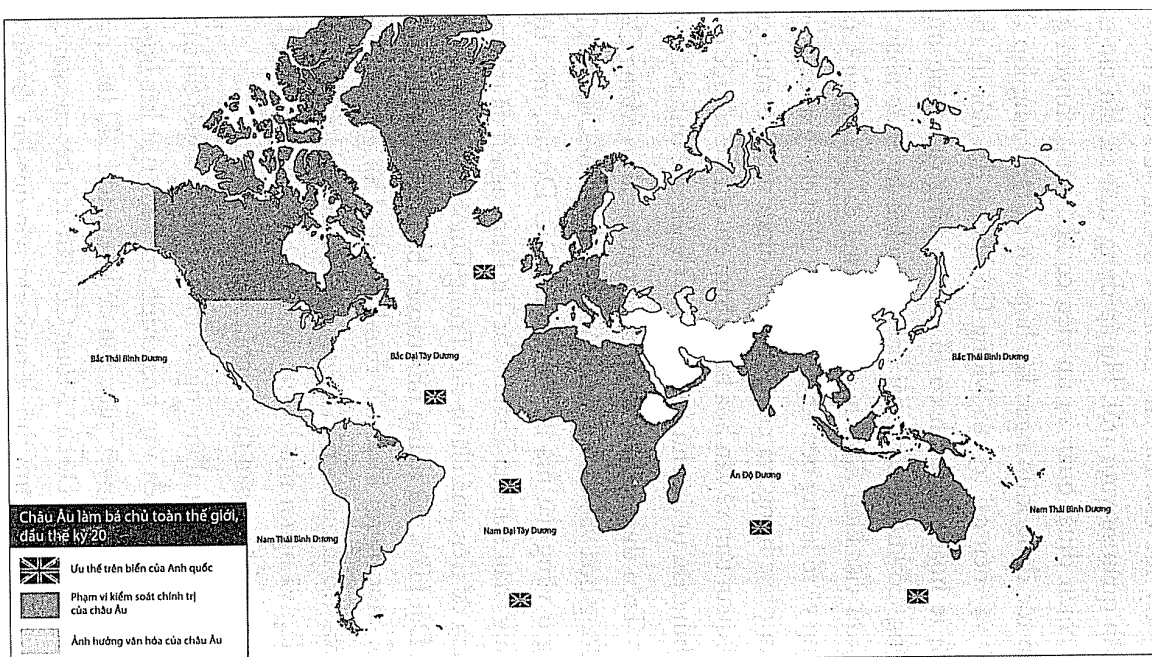 Bắc Thái Bình Dương
Bắc Đại Tây Dương
Bắc Thái Bình Dương
Ấn Độ Dương
Nam Thái Bình Dương
Nam Đại Tây Dương
Nam Thái Bình Dương
Châu Âu làm bá chủ toàn thế giới,
đầu thế kỷ 20
Ưu thế trên biển của Anh quốc
Phạm vi kiểm soát chính trị
của châu Âu
Ảnh hưởng văn hóa của châu Âu